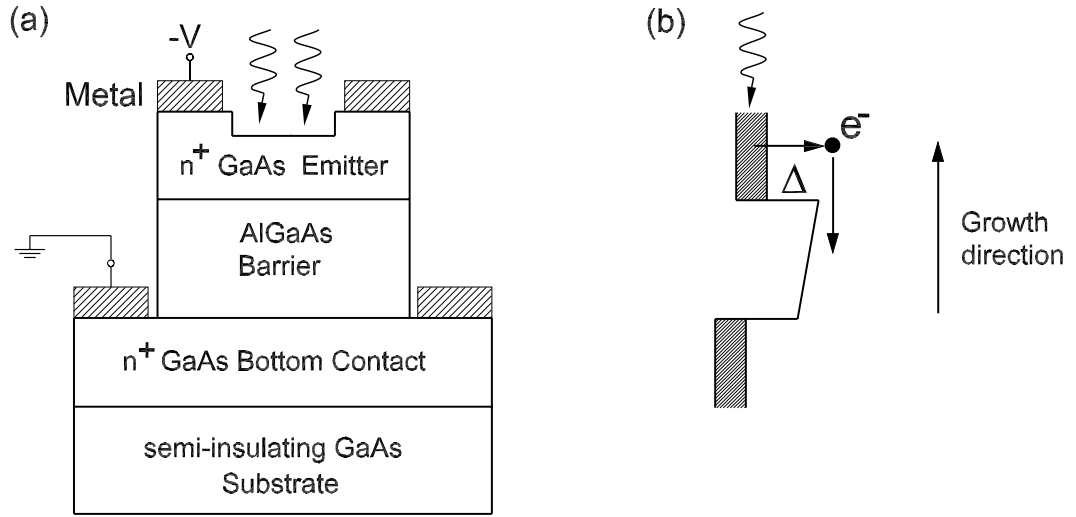 (a)
-V
Metal
n+ GaAs Emitter
AlGaAs
Barrier
n+ GaAs Bottom Contact
semi-insulating GaAs
Substrate
(b)
e-
Δ
Growth
direction